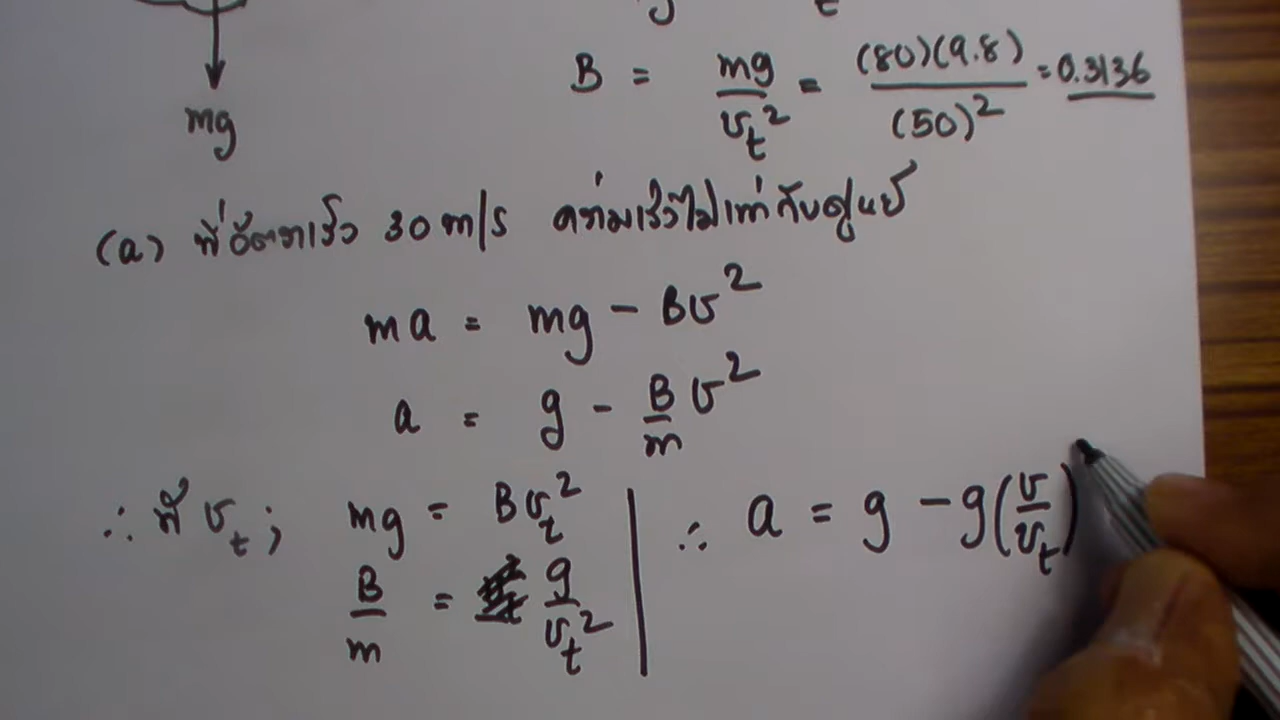 B = mg/v_t² = (80)(9.8)/(50)² = 0.3136
mg
(a) ที่อัตราเร็ว 30 m/s ความเร็วไม่เท่ากับศูนย์
ma = mg − Bv²
a = g − B/m v²
∴ ที่ v_t ; mg = Bv_t²
B/m = g/v_t²
∴ a = g − g(v/v_t)